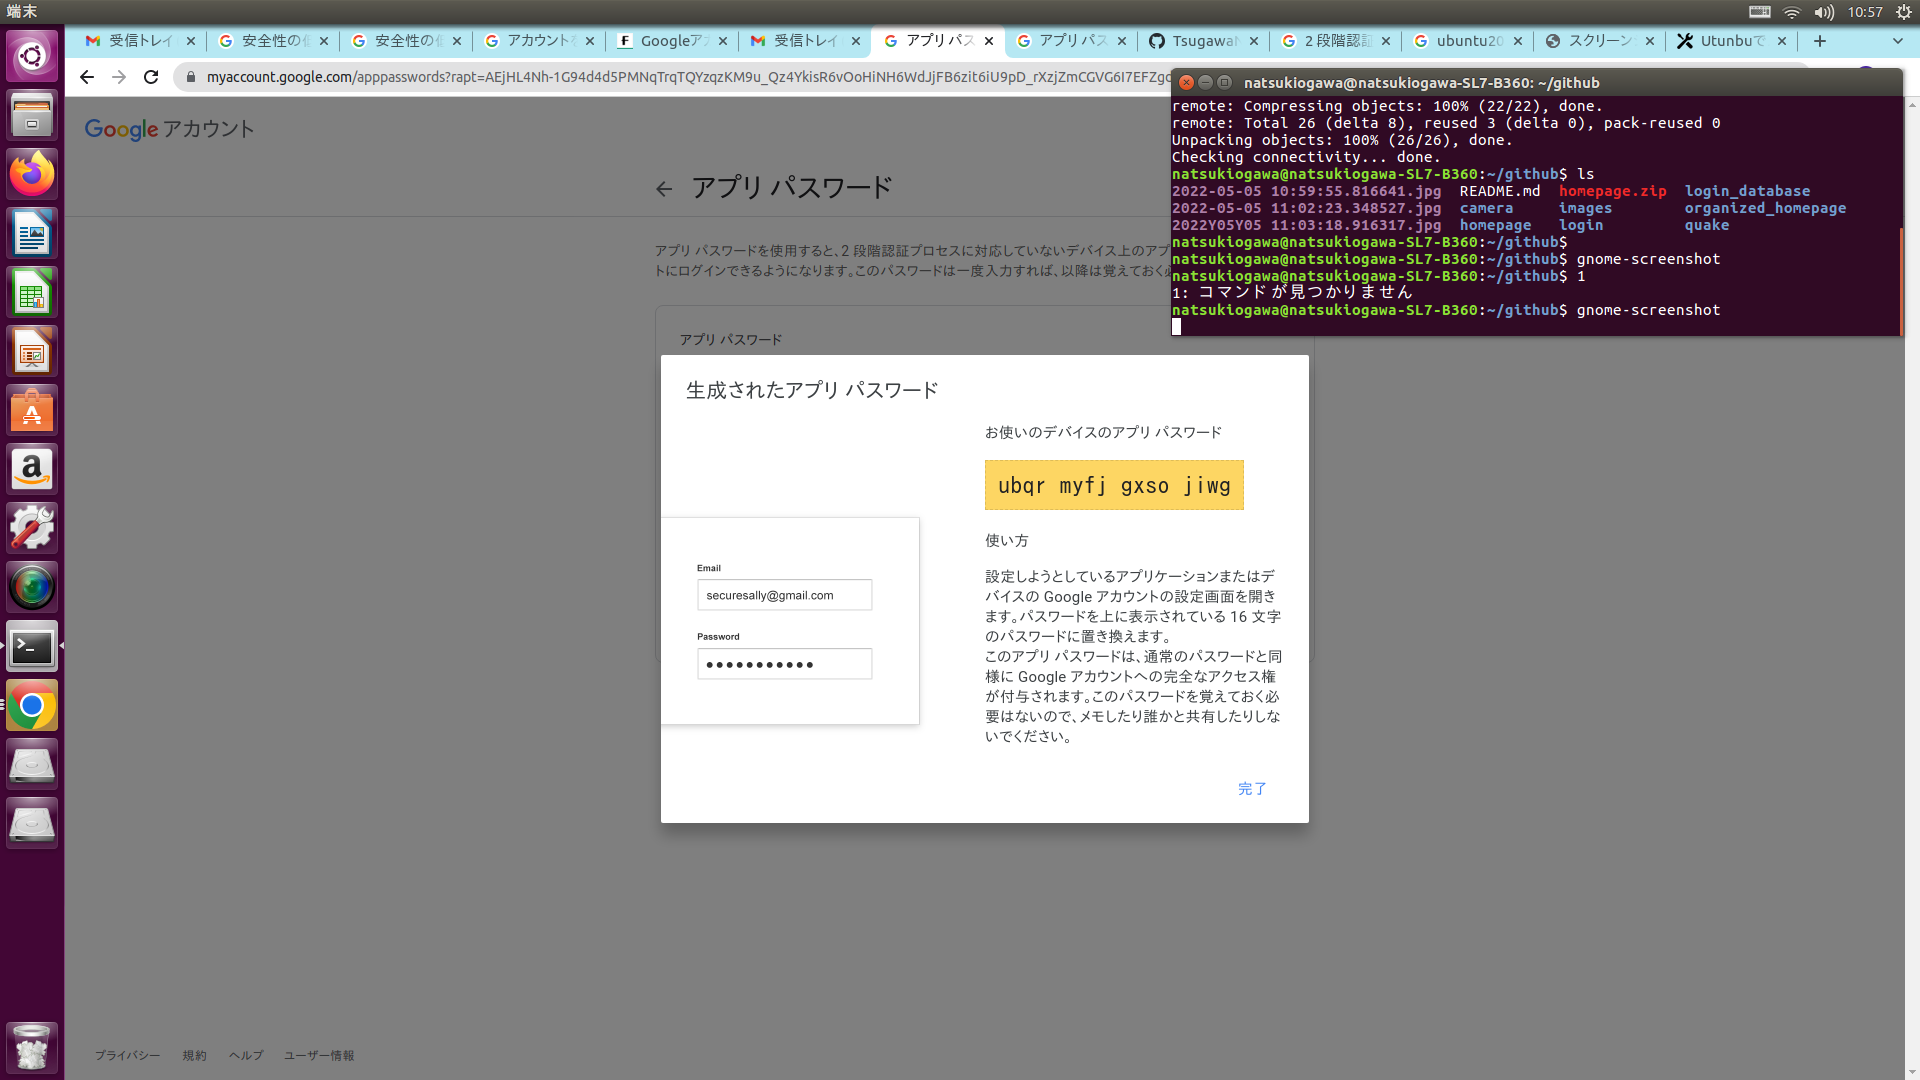 端末
10:57
受信トレイ
安全性の
安全性の
アカウントを
Googleア
受信トレイ
アプリ パス
アプリ パス
Tsugawa
2 段階認証
ubuntu20
スクリーン
Utunbuで
myaccount.google.com/apppasswords?rapt=
natsukiogawa@natsukiogawa-SL7-B360: ~/github
remote: Compressing objects: 100% (22/22), done.
remote: Total 26 (delta 8), reused 3 (delta 0), pack-reused 0
Unpacking objects: 100% (26/26), done.
Checking connectivity... done.
natsukiogawa@natsukiogawa-SL7-B360:~/github$ ls
2022-05-05 10:59:55.816641.jpg README.md homepage.zip login_database
2022-05-05 11:02:23.348527.jpg camera images organized_homepage
2022Y05Y05 11:03:18.916317.jpg homepage login quake
natsukiogawa@natsukiogawa-SL7-B360:~/github$
natsukiogawa@natsukiogawa-SL7-B360:~/github$ gnome-screenshot
natsukiogawa@natsukiogawa-SL7-B360:~/github$ 1
1: コマンドが見つかりません
natsukiogawa@natsukiogawa-SL7-B360:~/github$ gnome-screenshot
Google アカウント
アプリ パスワード
アプリ パスワードを使用すると、2 段階認証プロセスに対応していないデバイス上のアプ
トにログインできるようになります。このパスワードは一度入力すれば、以降は覚えておく必
アプリ パスワード
生成されたアプリ パスワード
お使いのデバイスのアプリ パスワード
ubqr myfj gxso jiwg
Email
securesally@gmail.com
Password
●●●●●●●●●●●
使い方
設定しようとしているアプリケーションまたはデ
バイスの Google アカウントの設定画面を開き
ます。パスワードを上に表示されている 16 文字
のパスワードに置き換えます。
このアプリ パスワードは、通常のパスワードと同
様に Google アカウントへの完全なアクセス権
が付与されます。このパスワードを覚えておく必
要はないので、メモしたり誰かと共有したりしな
いでください。
完了
プライバシー
規約
ヘルプ
ユーザー情報